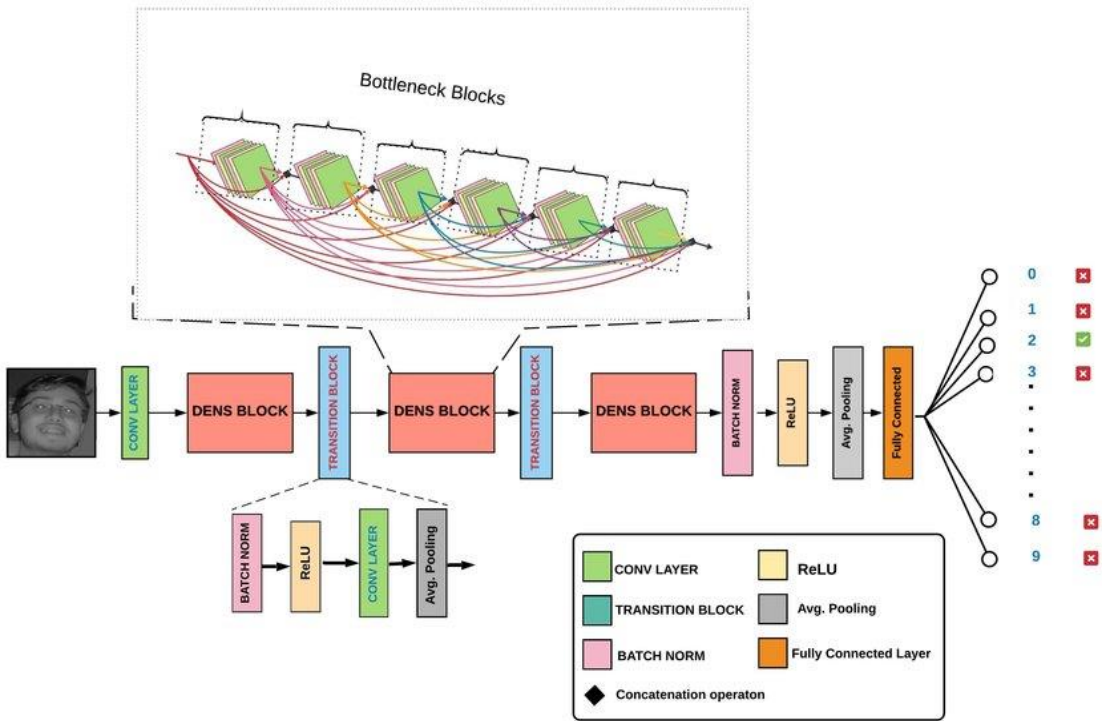 Bottleneck Blocks
CONV LAYER
DENS BLOCK
TRANSITION BLOCK
DENS BLOCK
TRANSITION BLOCK
DENS BLOCK
BATCH NORM
ReLU
Avg. Pooling
Fully Connected
0
1
2
3
8
9
BATCH NORM
ReLU
CONV LAYER
Avg. Pooling
CONV LAYER
ReLU
TRANSITION BLOCK
Avg. Pooling
BATCH NORM
Fully Connected Layer
Concatenation operaton